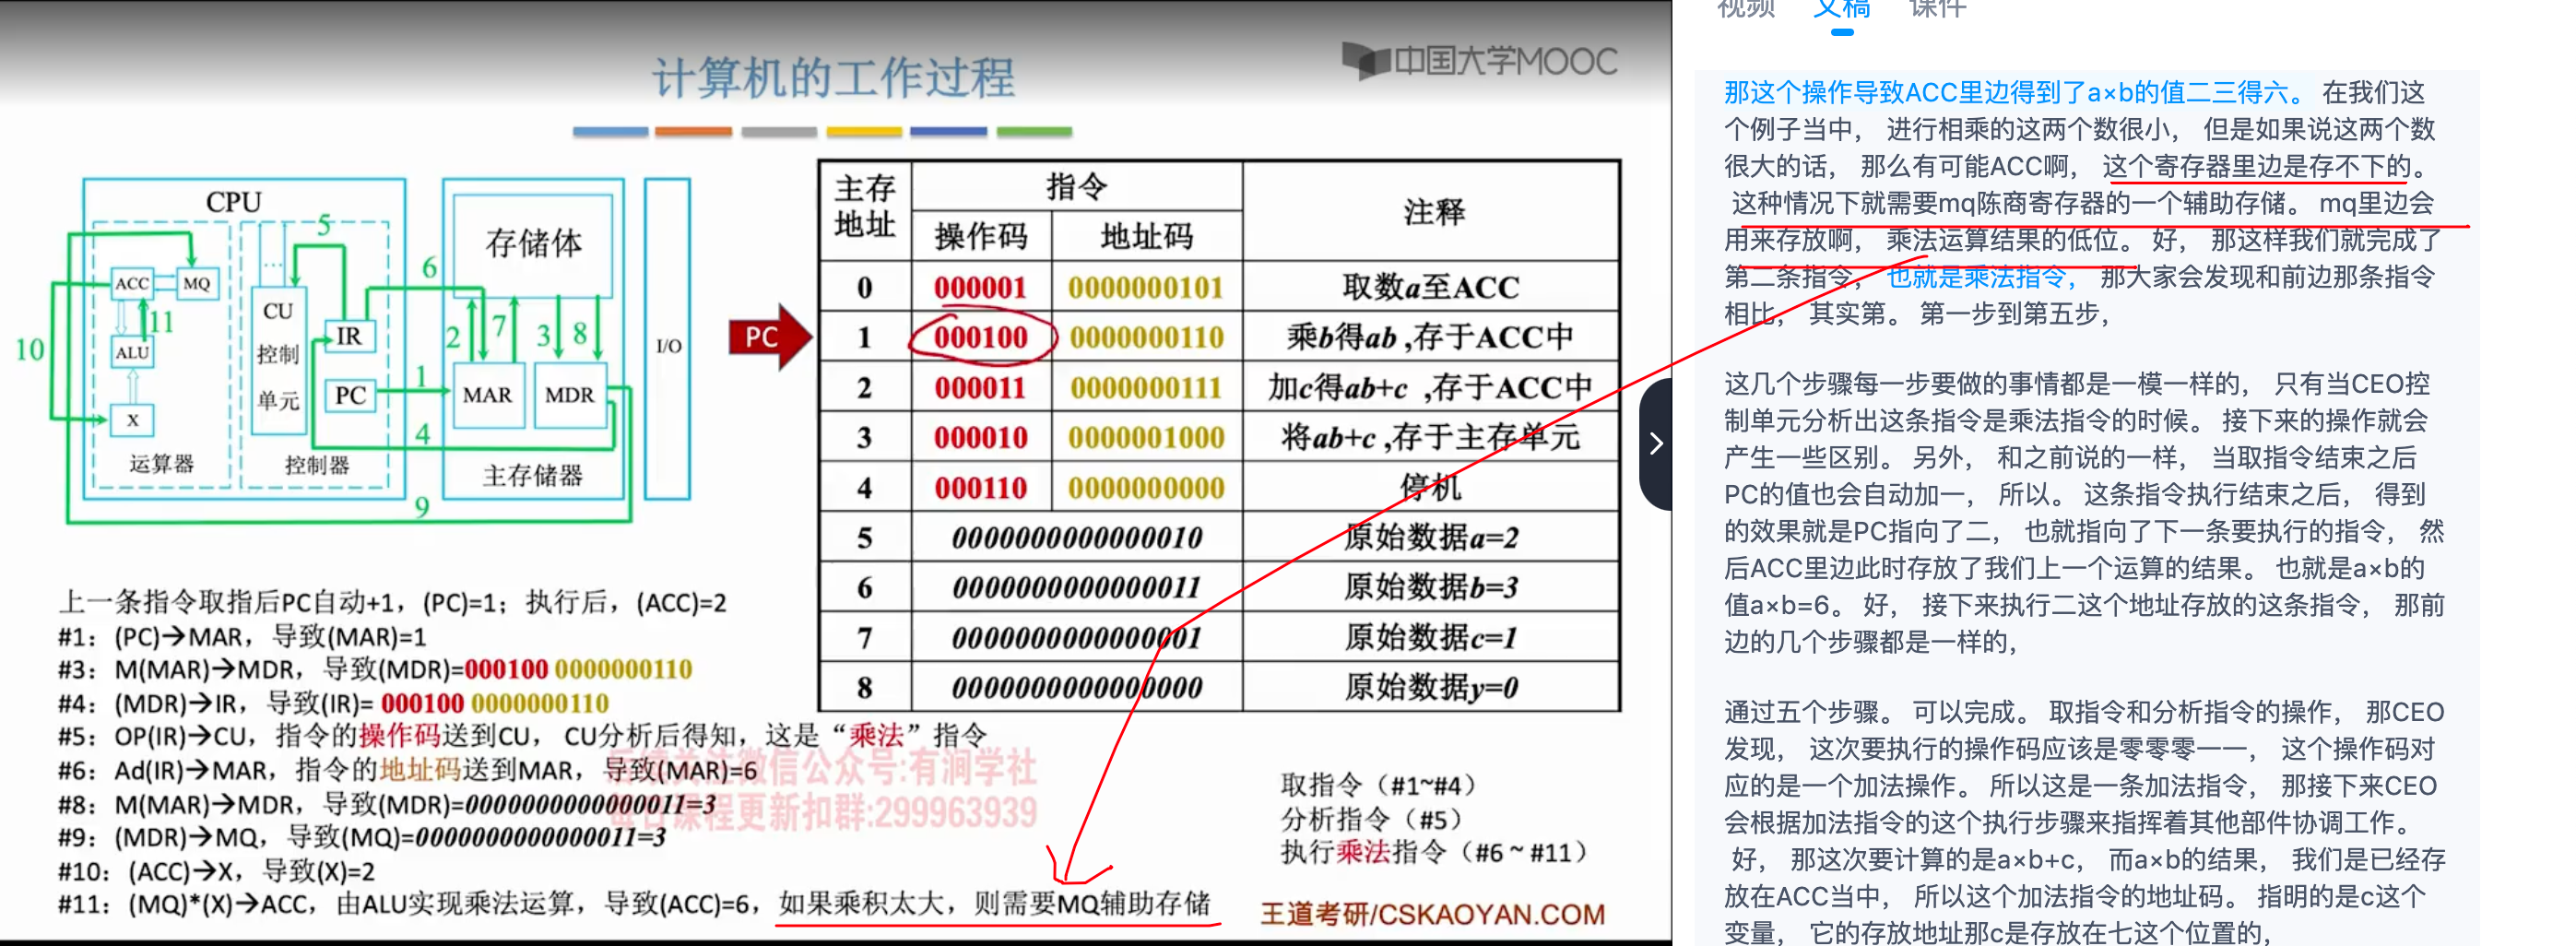 计算机的工作过程
中国大学MOOC
CPU
5
ACC
MQ
11
ALU
X
运算器
10
...
CU
控制
单元
IR
PC
控制器
6
1
4
9
存储体
2
7
3
8
MAR
MDR
主存储器
I/O
PC
主存地址 指令 注释
操作码 地址码
0 000001 0000000101 取数a至ACC
1 000100 0000000110 乘b得ab ,存于ACC中
2 000011 0000000111 加c得ab+c ,存于ACC中
3 000010 0000001000 将ab+c ,存于主存单元
4 000110 0000000000 停机
5 0000000000000010 原始数据a=2
6 0000000000000011 原始数据b=3
7 0000000000000001 原始数据c=1
8 0000000000000000 原始数据y=0
上一条指令取指后PC自动+1，(PC)=1；执行后，(ACC)=2
#1：(PC)→MAR，导致(MAR)=1
#3：M(MAR)→MDR，导致(MDR)=000100 0000000110
#4：(MDR)→IR，导致(IR)= 000100 0000000110
#5：OP(IR)→CU，指令的操作码送到CU，CU分析后得知，这是“乘法”指令
#6：Ad(IR)→MAR，指令的地址码送到MAR，导致(MAR)=6
#8：M(MAR)→MDR，导致(MDR)=0000000000000011=3
#9：(MDR)→MQ，导致(MQ)=0000000000000011=3
#10：(ACC)→X，导致(X)=2
#11：(MQ)*(X)→ACC，由ALU实现乘法运算，导致(ACC)=6，如果乘积太大，则需要MQ辅助存储
后续关注微信公众号:有涧学社
每日课程更新扣群:299963939
取指令（#1~#4）
分析指令（#5）
执行乘法指令（#6 ~ #11）
王道考研/CSKAOYAN.COM
视频 文稿 课件
那这个操作导致ACC里边得到了a×b的值二三得六。 在我们这
个例子当中， 进行相乘的这两个数很小， 但是如果说这两个数
很大的话， 那么有可能ACC啊， 这个寄存器里边是存不下的。
这种情况下就需要mq陈商寄存器的一个辅助存储。 mq里边会
用来存放啊， 乘法运算结果的低位。 好， 那这样我们就完成了
第二条指令， 也就是乘法指令， 那大家会发现和前边那条指令
相比， 其实第。 第一步到第五步，
这几个步骤每一步要做的事情都是一模一样的， 只有当CEO控
制单元分析出这条指令是乘法指令的时候。 接下来的操作就会
产生一些区别。 另外， 和之前说的一样， 当取指令结束之后
PC的值也会自动加一， 所以。 这条指令执行结束之后， 得到
的效果就是PC指向了二， 也就指向了下一条要执行的指令， 然
后ACC里边此时存放了我们上一个运算的结果。 也就是a×b的
值a×b=6。 好， 接下来执行二这个地址存放的这条指令， 那前
边的几个步骤都是一样的，
通过五个步骤。 可以完成。 取指令和分析指令的操作， 那CEO
发现， 这次要执行的操作码应该是零零零一一， 这个操作码对
应的是一个加法操作。 所以这是一条加法指令， 那接下来CEO
会根据加法指令的这个执行步骤来指挥着其他部件协调工作。
好， 那这次要计算的是a×b+c， 而a×b的结果， 我们是已经存
放在ACC当中， 所以这个加法指令的地址码。 指明的是c这个
变量， 它的存放地址那c是存放在七这个位置的，